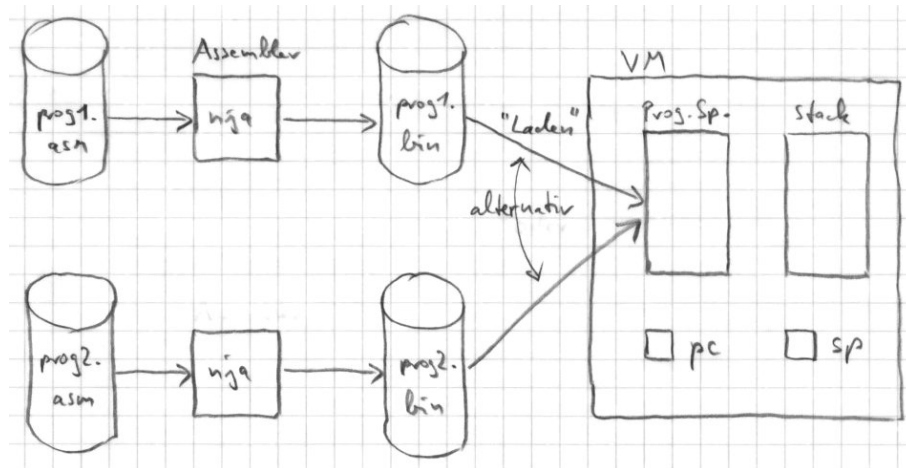 Assembler
prog1.
asm
nja
prog1.
bin
"Laden"
alternativ
VM
Prog.Sp.
Stack
pc
sp
prog2.
asm
nja
prog2.
bin